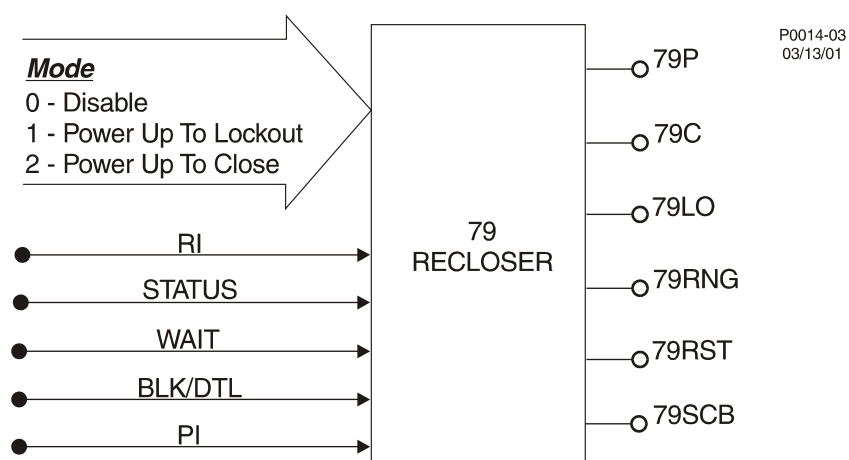 P0014-03
03/13/01
Mode
0 - Disable
1 - Power Up To Lockout
2 - Power Up To Close
RI
STATUS
WAIT
BLK/DTL
PI
79
RECLOSER
79P
79C
79LO
79RNG
79RST
79SCB